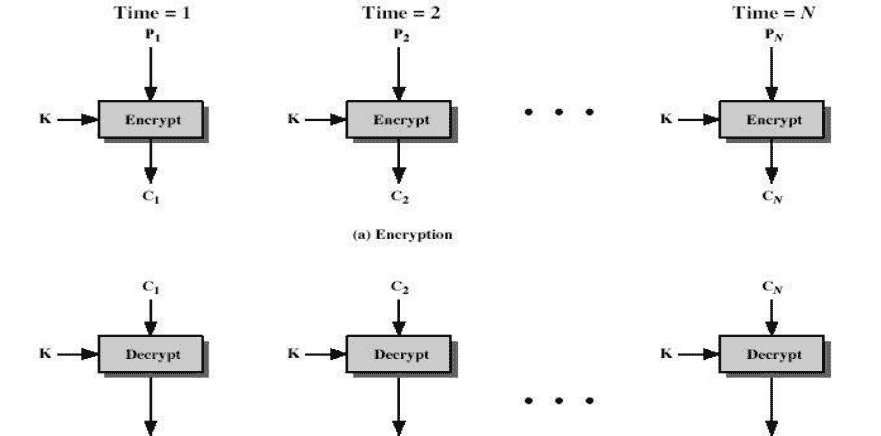 Time = 1 Time = 2 Time = N
P1 P2 PN
K Encrypt K Encrypt K Encrypt
C1 C2 CN
(a) Encryption
C1 C2 CN
K Decrypt K Decrypt K Decrypt